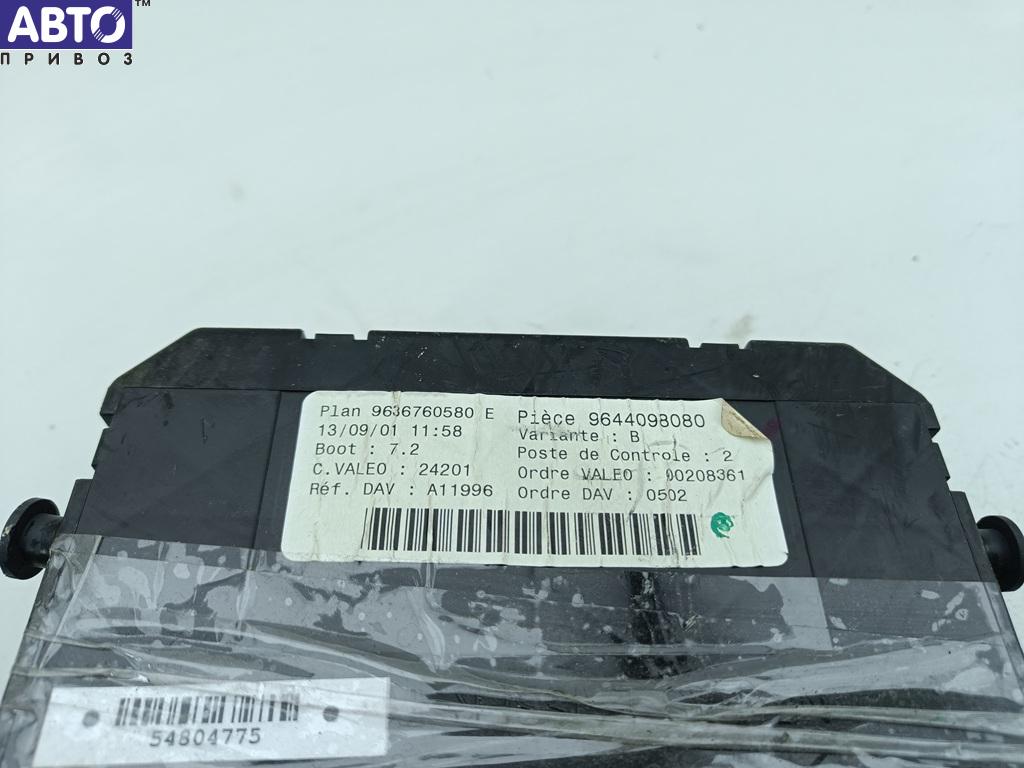 АВТО™
ПРИВОЗ
Plan 9636760580 E Pièce 9644098080
13/09/01 11:58 Variante : B
Boot : 7.2 Poste de Controle : 2
C.VALEO : 24201 Ordre VALEO : 00208361
Réf. DAV : A11996 Ordre DAV : 0502
54804775